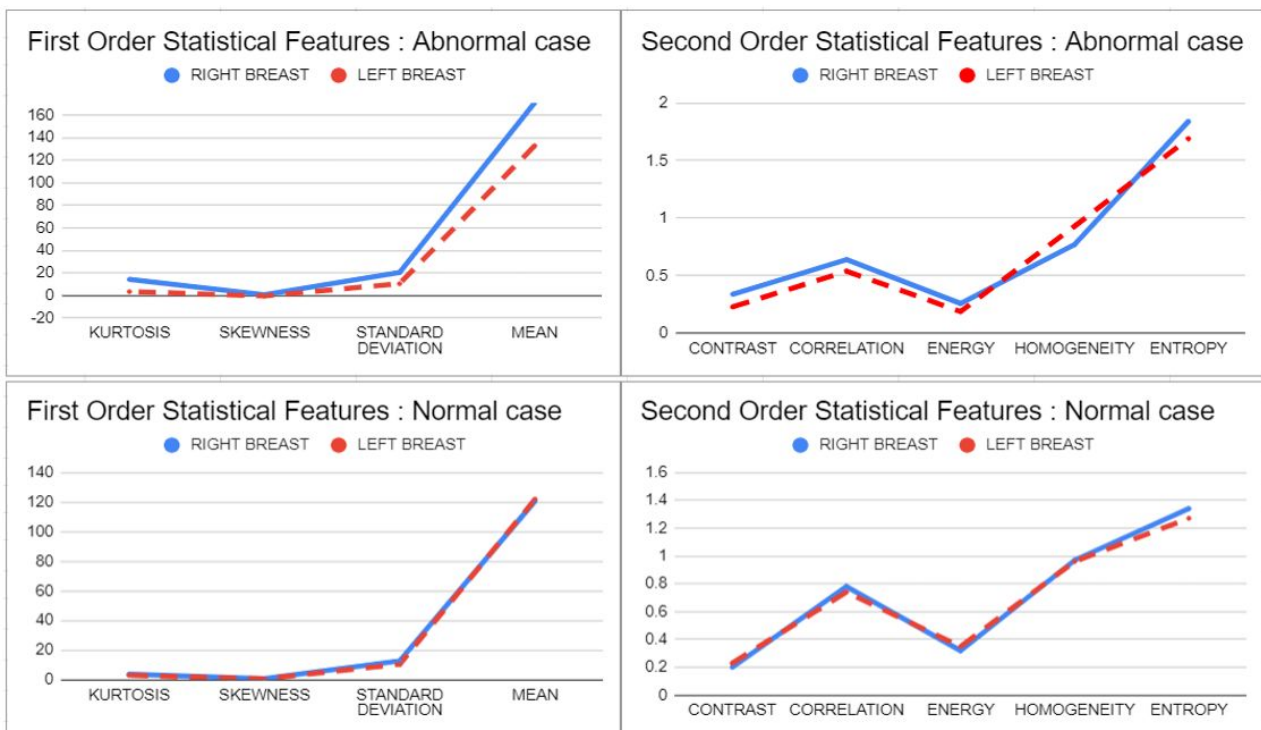 First Order Statistical Features : Abnormal case
RIGHT BREAST LEFT BREAST
160
140
120
100
80
60
40
20
0
-20
KURTOSIS SKEWNESS STANDARD DEVIATION MEAN
Second Order Statistical Features : Abnormal case
RIGHT BREAST LEFT BREAST
2
1.5
1
0.5
0
CONTRAST CORRELATION ENERGY HOMOGENEITY ENTROPY
First Order Statistical Features : Normal case
RIGHT BREAST LEFT BREAST
140
120
100
80
60
40
20
0
KURTOSIS SKEWNESS STANDARD DEVIATION MEAN
Second Order Statistical Features : Normal case
RIGHT BREAST LEFT BREAST
1.6
1.4
1.2
1
0.8
0.6
0.4
0.2
0
CONTRAST CORRELATION ENERGY HOMOGENEITY ENTROPY